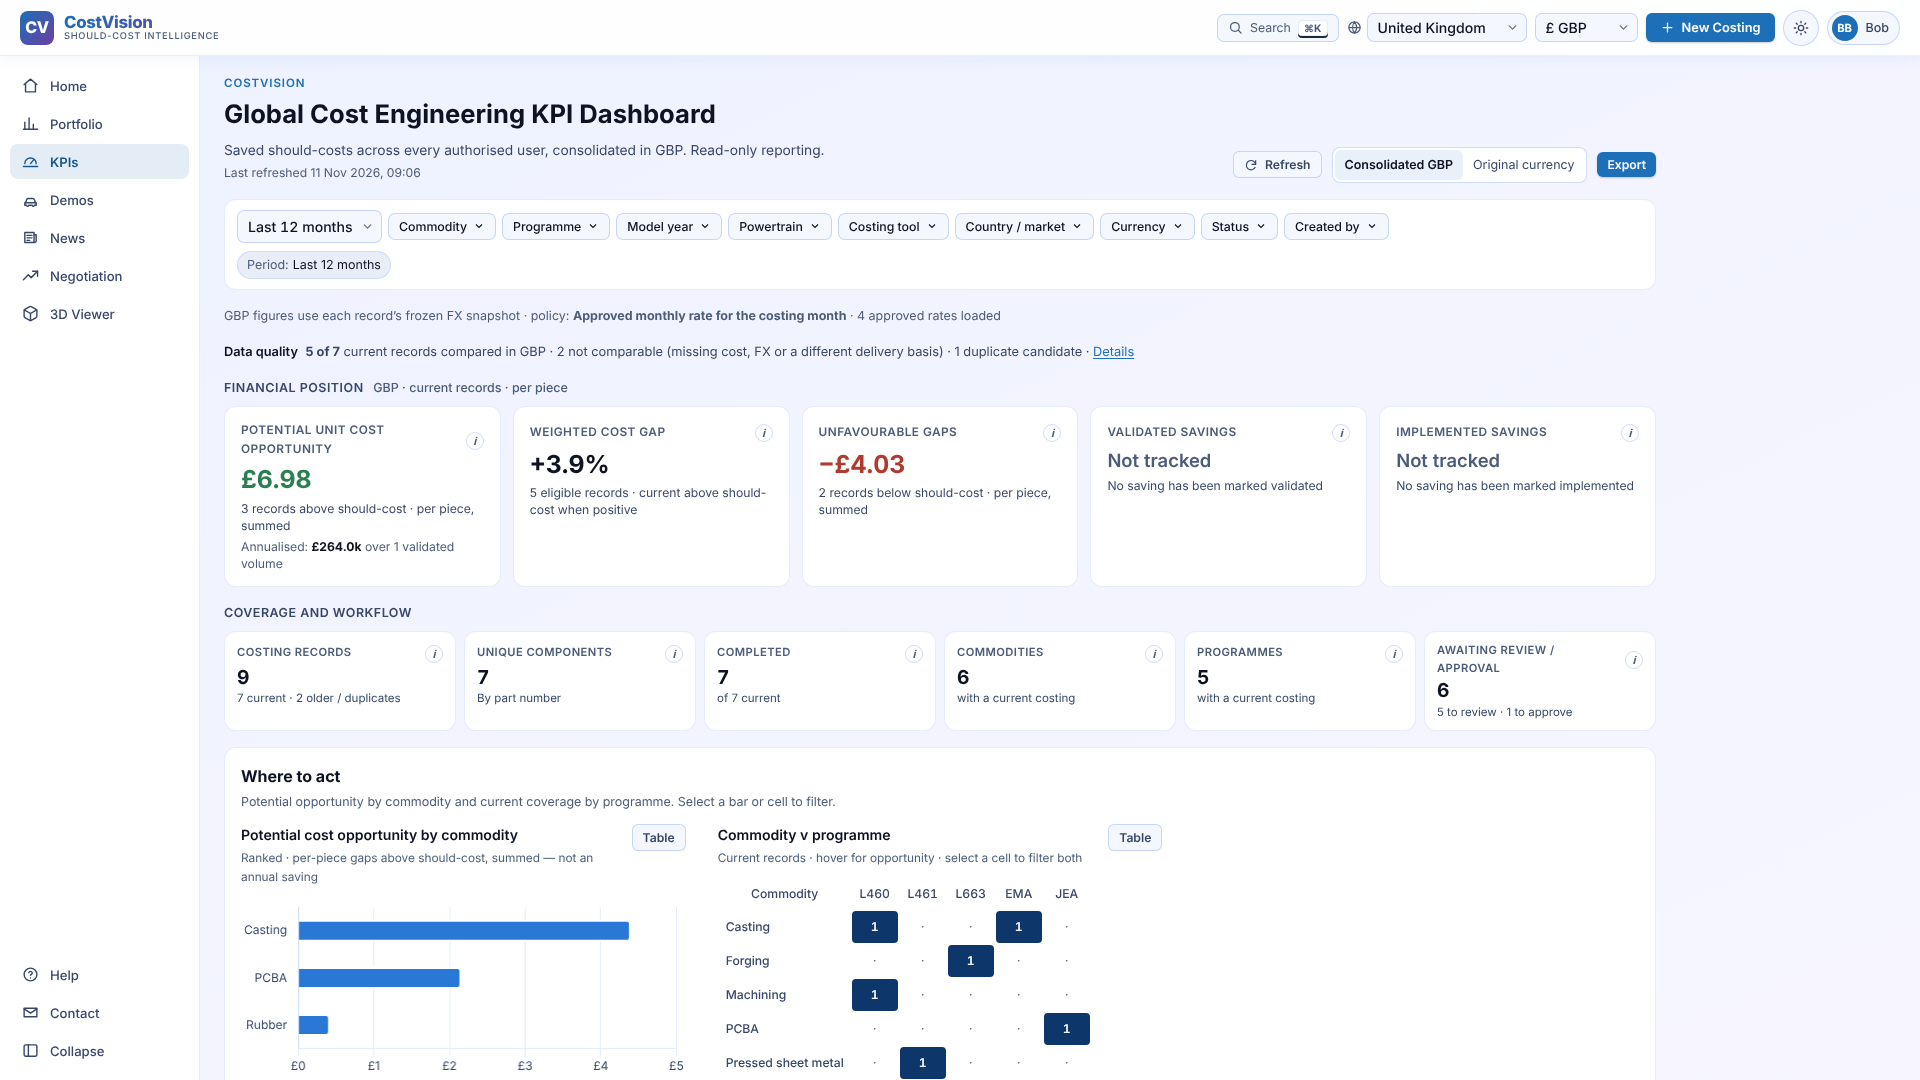 CV
CostVision
SHOULD-COST INTELLIGENCE
Search ⌘K
United Kingdom
£ GBP
+ New Costing
BB Bob
Home
Portfolio
KPIs
Demos
News
Negotiation
3D Viewer
Help
Contact
Collapse
COSTVISION
Global Cost Engineering KPI Dashboard
Saved should-costs across every authorised user, consolidated in GBP. Read-only reporting.
Last refreshed 11 Nov 2026, 09:06
Refresh
Consolidated GBP
Original currency
Export
Last 12 months
Commodity
Programme
Model year
Powertrain
Costing tool
Country / market
Currency
Status
Created by
Period: Last 12 months
GBP figures use each record’s frozen FX snapshot · policy: Approved monthly rate for the costing month · 4 approved rates loaded
Data quality 5 of 7 current records compared in GBP · 2 not comparable (missing cost, FX or a different delivery basis) · 1 duplicate candidate · Details
FINANCIAL POSITION GBP · current records · per piece
POTENTIAL UNIT COST
OPPORTUNITY
i
£6.98
3 records above should-cost · per piece,
summed
Annualised: £264.0k over 1 validated
volume
WEIGHTED COST GAP
i
+3.9%
5 eligible records · current above should-
cost when positive
UNFAVOURABLE GAPS
i
−£4.03
2 records below should-cost · per piece,
summed
VALIDATED SAVINGS
i
Not tracked
No saving has been marked validated
IMPLEMENTED SAVINGS
i
Not tracked
No saving has been marked implemented
COVERAGE AND WORKFLOW
COSTING RECORDS
i
9
7 current · 2 older / duplicates
UNIQUE COMPONENTS
i
7
By part number
COMPLETED
i
7
of 7 current
COMMODITIES
i
6
with a current costing
PROGRAMMES
i
5
with a current costing
AWAITING REVIEW /
APPROVAL
i
6
5 to review · 1 to approve
Where to act
Potential opportunity by commodity and current coverage by programme. Select a bar or cell to filter.
Potential cost opportunity by commodity
Table
Ranked · per-piece gaps above should-cost, summed — not an
annual saving
Casting
PCBA
Rubber
£0 £1 £2 £3 £4 £5
Commodity v programme
Table
Current records · hover for opportunity · select a cell to filter both
Commodity L460 L461 L663 EMA JEA
Casting 1 · · 1 ·
Forging · · 1 · ·
Machining 1 · · · ·
PCBA · · · · 1
Pressed sheet metal · 1 · · ·